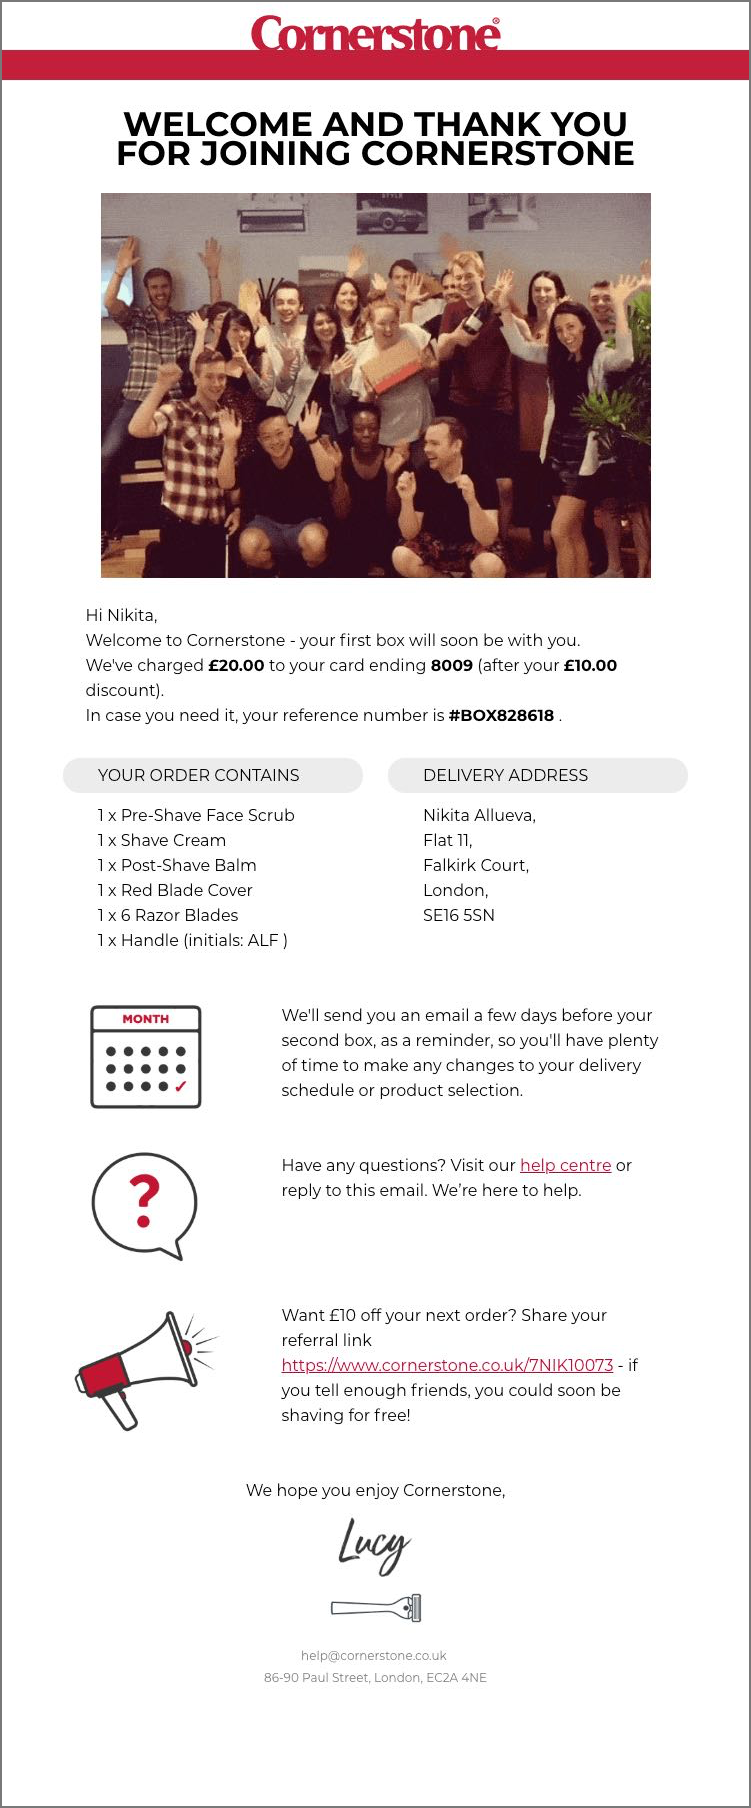 Cornerstone®
WELCOME AND THANK YOU
FOR JOINING CORNERSTONE
STYLE
Hi Nikita,
Welcome to Cornerstone - your first box will soon be with you.
We've charged £20.00 to your card ending 8009 (after your £10.00
discount).
In case you need it, your reference number is #BOX828618 .
YOUR ORDER CONTAINS
1 x Pre-Shave Face Scrub
1 x Shave Cream
1 x Post-Shave Balm
1 x Red Blade Cover
1 x 6 Razor Blades
1 x Handle (initials: ALF )
DELIVERY ADDRESS
Nikita Allueva,
Flat 11,
Falkirk Court,
London,
SE16 5SN
MONTH
We'll send you an email a few days before your
second box, as a reminder, so you'll have plenty
of time to make any changes to your delivery
schedule or product selection.
?
Have any questions? Visit our help centre or
reply to this email. We’re here to help.
Want £10 off your next order? Share your
referral link
https://www.cornerstone.co.uk/7NIK10073 - if
you tell enough friends, you could soon be
shaving for free!
We hope you enjoy Cornerstone,
Lucy
help@cornerstone.co.uk
86-90 Paul Street, London, EC2A 4NE